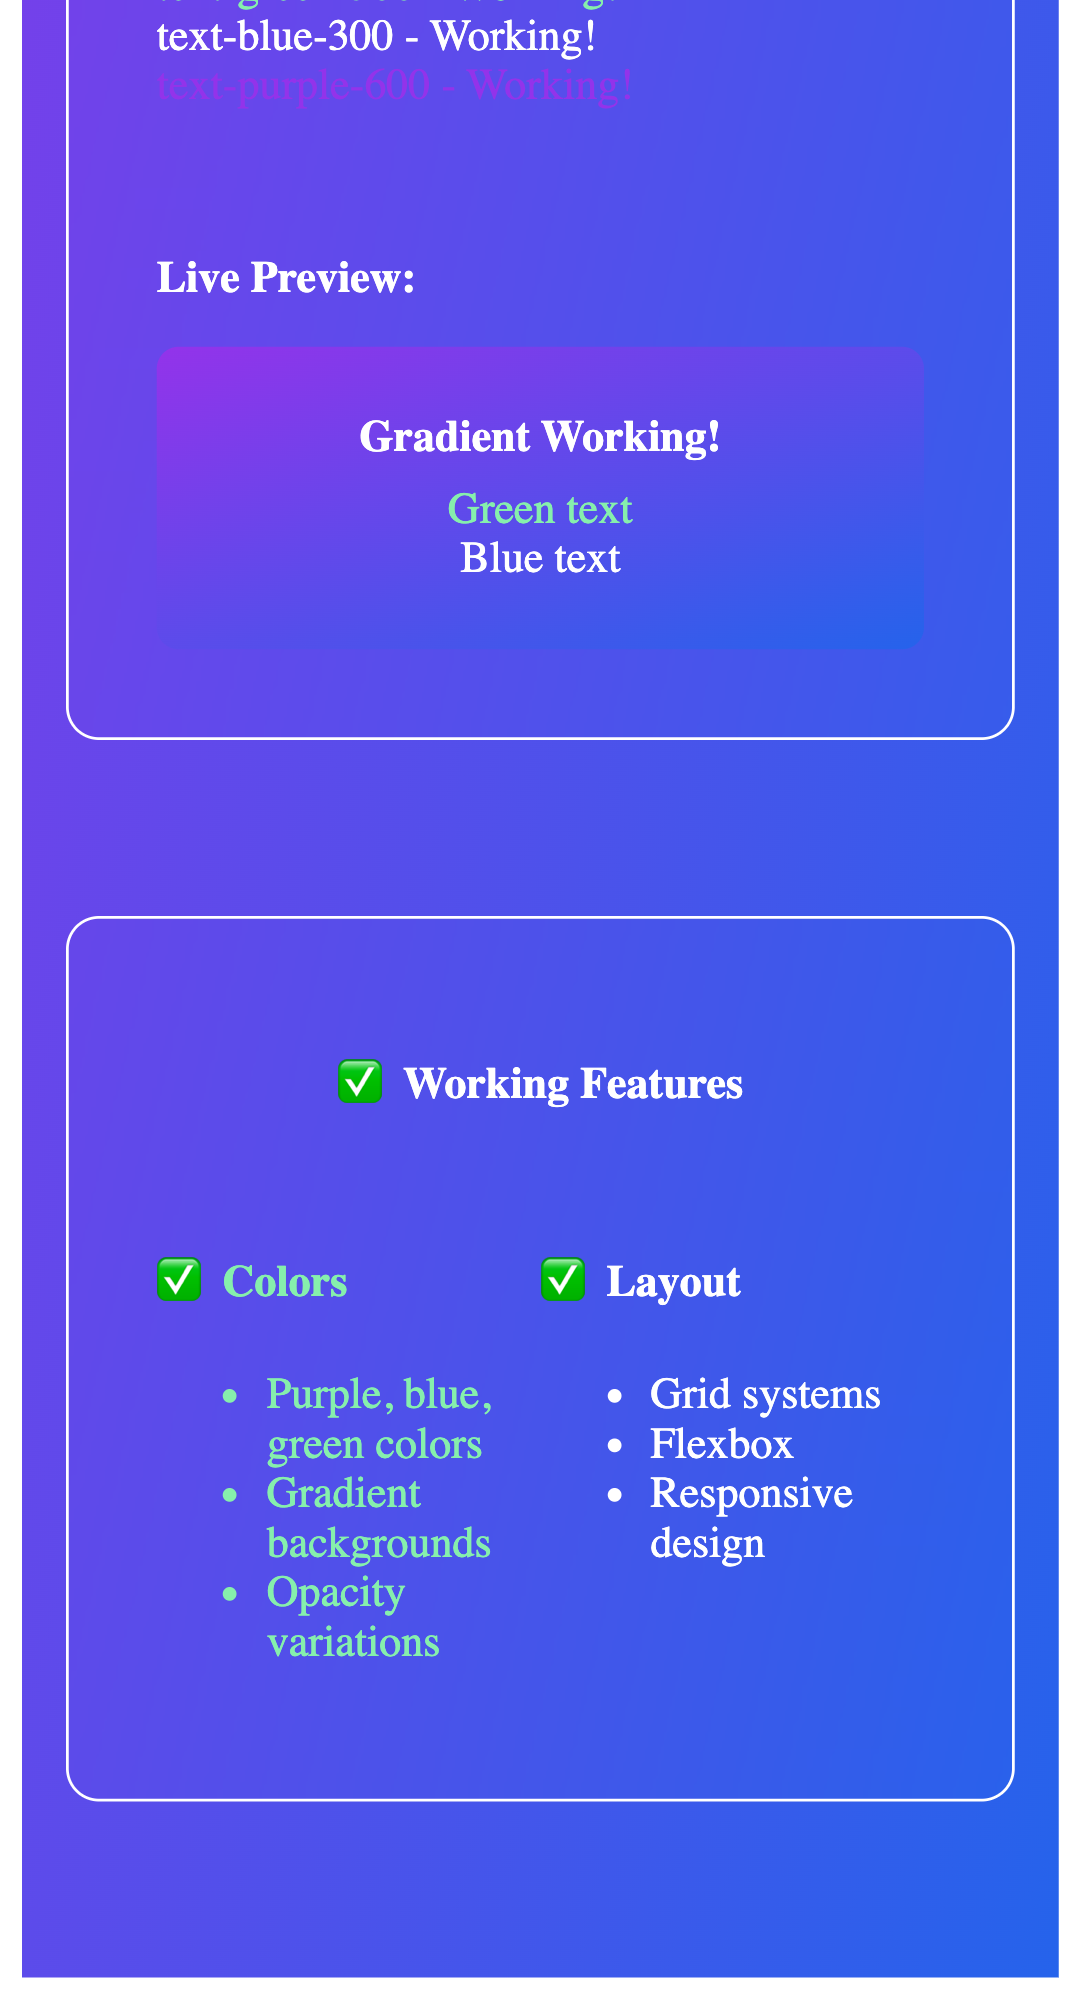 text-blue-300 - Working!
text-purple-600 - Working!
Live Preview:
Gradient Working!
Green text
Blue text
✅ Working Features
✅ Colors
• Purple, blue,
green colors
• Gradient
backgrounds
• Opacity
variations
✅ Layout
• Grid systems
• Flexbox
• Responsive
design